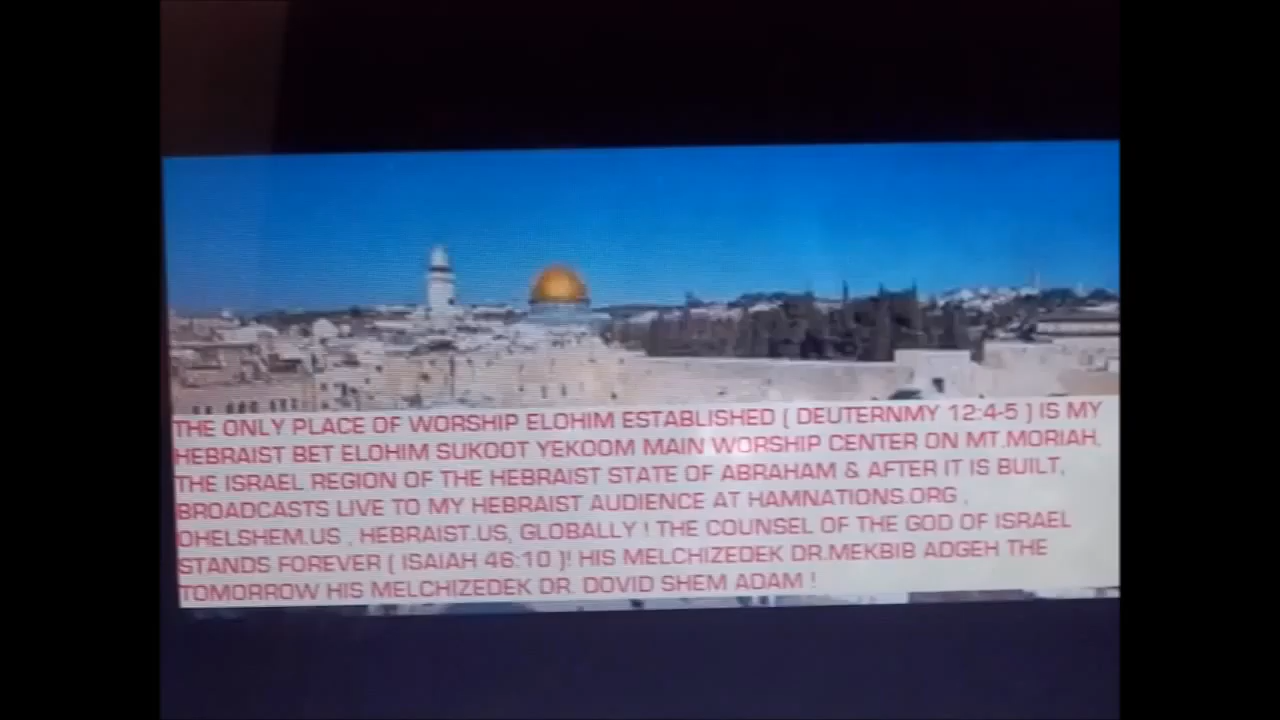 THE ONLY PLACE OF WORSHIP ELOHIM ESTABLISHED ( DEUTERNMY 12:4-5 ) IS MY
HEBRAIST BET ELOHIM SUKOOT YEKOOM MAIN WORSHIP CENTER ON MT.MORIAH,
THE ISRAEL REGION OF THE HEBRAIST STATE OF ABRAHAM & AFTER IT IS BUILT,
BROADCASTS LIVE TO MY HEBRAIST AUDIENCE AT HAMNATIONS.ORG ,
OHELSHEM.US , HEBRAIST.US, GLOBALLY ! THE COUNSEL OF THE GOD OF ISRAEL
STANDS FOREVER ( ISAIAH 46:10 )! HIS MELCHIZEDEK DR.MEKBIB ADGEH THE
TOMORROW HIS MELCHIZEDEK DR. DOVID SHEM ADAM !